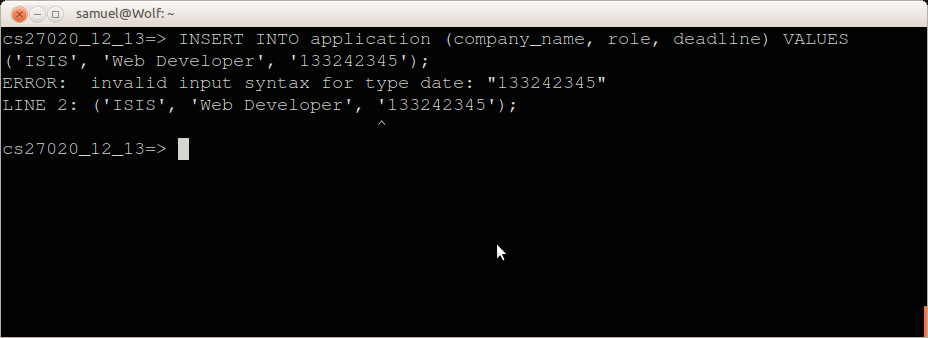 samuel@Wolf: ~
cs27020_12_13=> INSERT INTO application (company_name, role, deadline) VALUES
('ISIS', 'Web Developer', '133242345');
ERROR:  invalid input syntax for type date: "133242345"
LINE 2: ('ISIS', 'Web Developer', '133242345');
^
cs27020_12_13=>